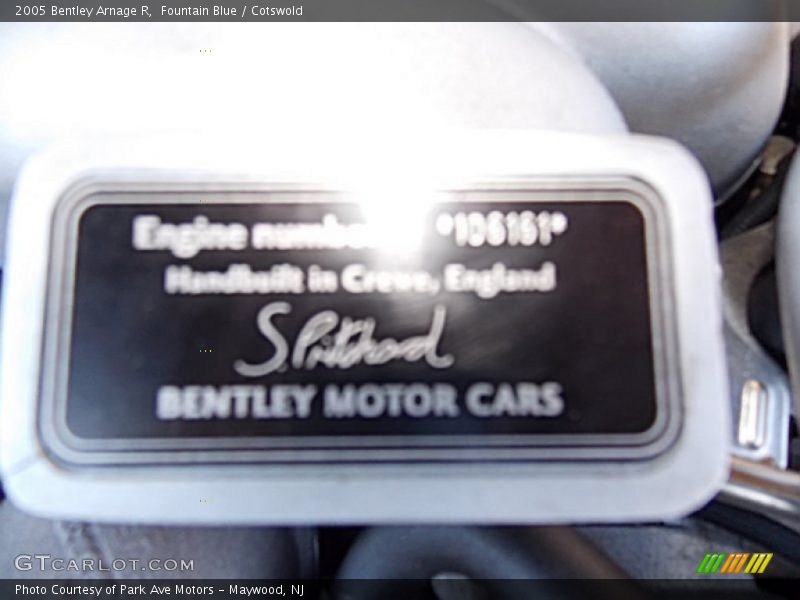 2005 Bentley Arnage R, Fountain Blue / Cotswold
Engine number *106161*
Handbuilt in Crewe, England
S. Pritchard
BENTLEY MOTOR CARS
GTCARLOT.COM
Photo Courtesy of Park Ave Motors - Maywood, NJ